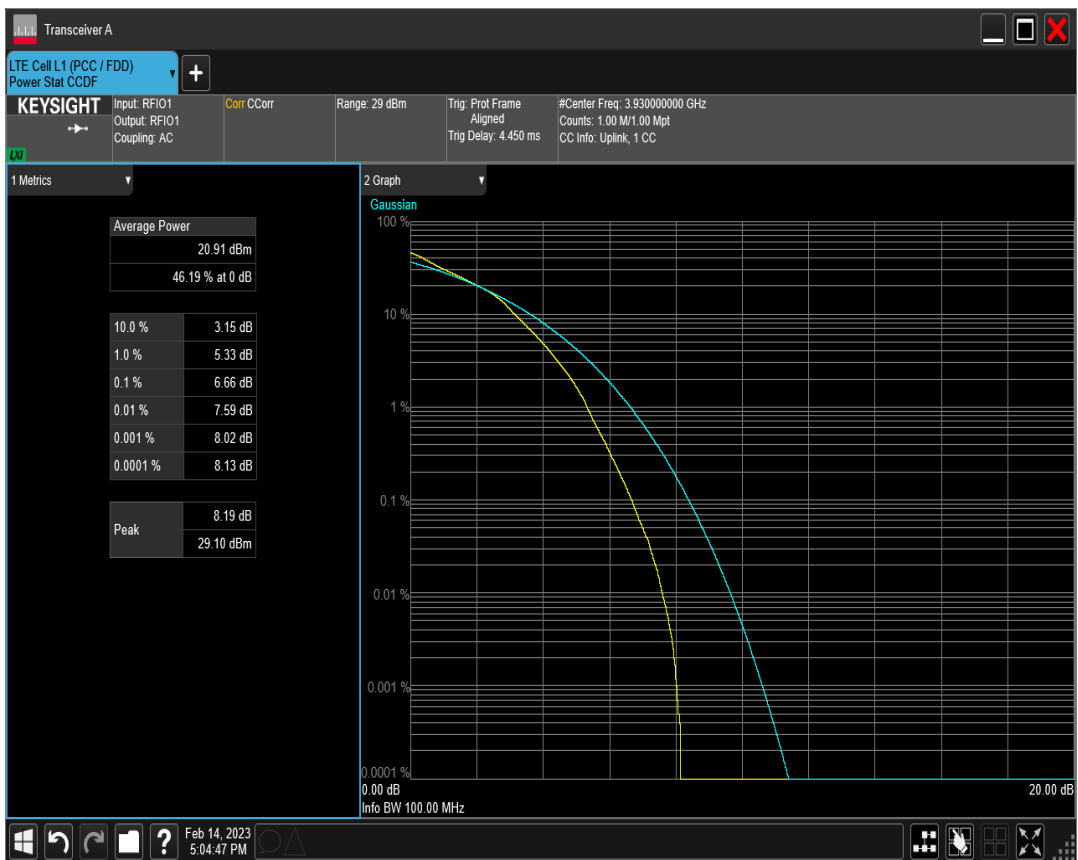 Transceiver A
LTE Cell L1 (PCC / FDD)
Power Stat CCDF
+
KEYSIGHT
LXI
Input: RFIO1
Output: RFIO1
Coupling: AC
Corr CCorr
Range: 29 dBm
Trig: Prot Frame
Aligned
Trig Delay: 4.450 ms
#Center Freq: 3.930000000 GHz
Counts: 1.00 M/1.00 Mpt
CC Info: Uplink, 1 CC
1 Metrics
Average Power
20.91 dBm
46.19 % at 0 dB
10.0 % 3.15 dB
1.0 % 5.33 dB
0.1 % 6.66 dB
0.01 % 7.59 dB
0.001 % 8.02 dB
0.0001 % 8.13 dB
Peak 8.19 dB
29.10 dBm
2 Graph
Gaussian
100 %
10 %
1 %
0.1 %
0.01 %
0.001 %
0.0001 %
0.00 dB 20.00 dB
Info BW 100.00 MHz
?
Feb 14, 2023
5:04:47 PM